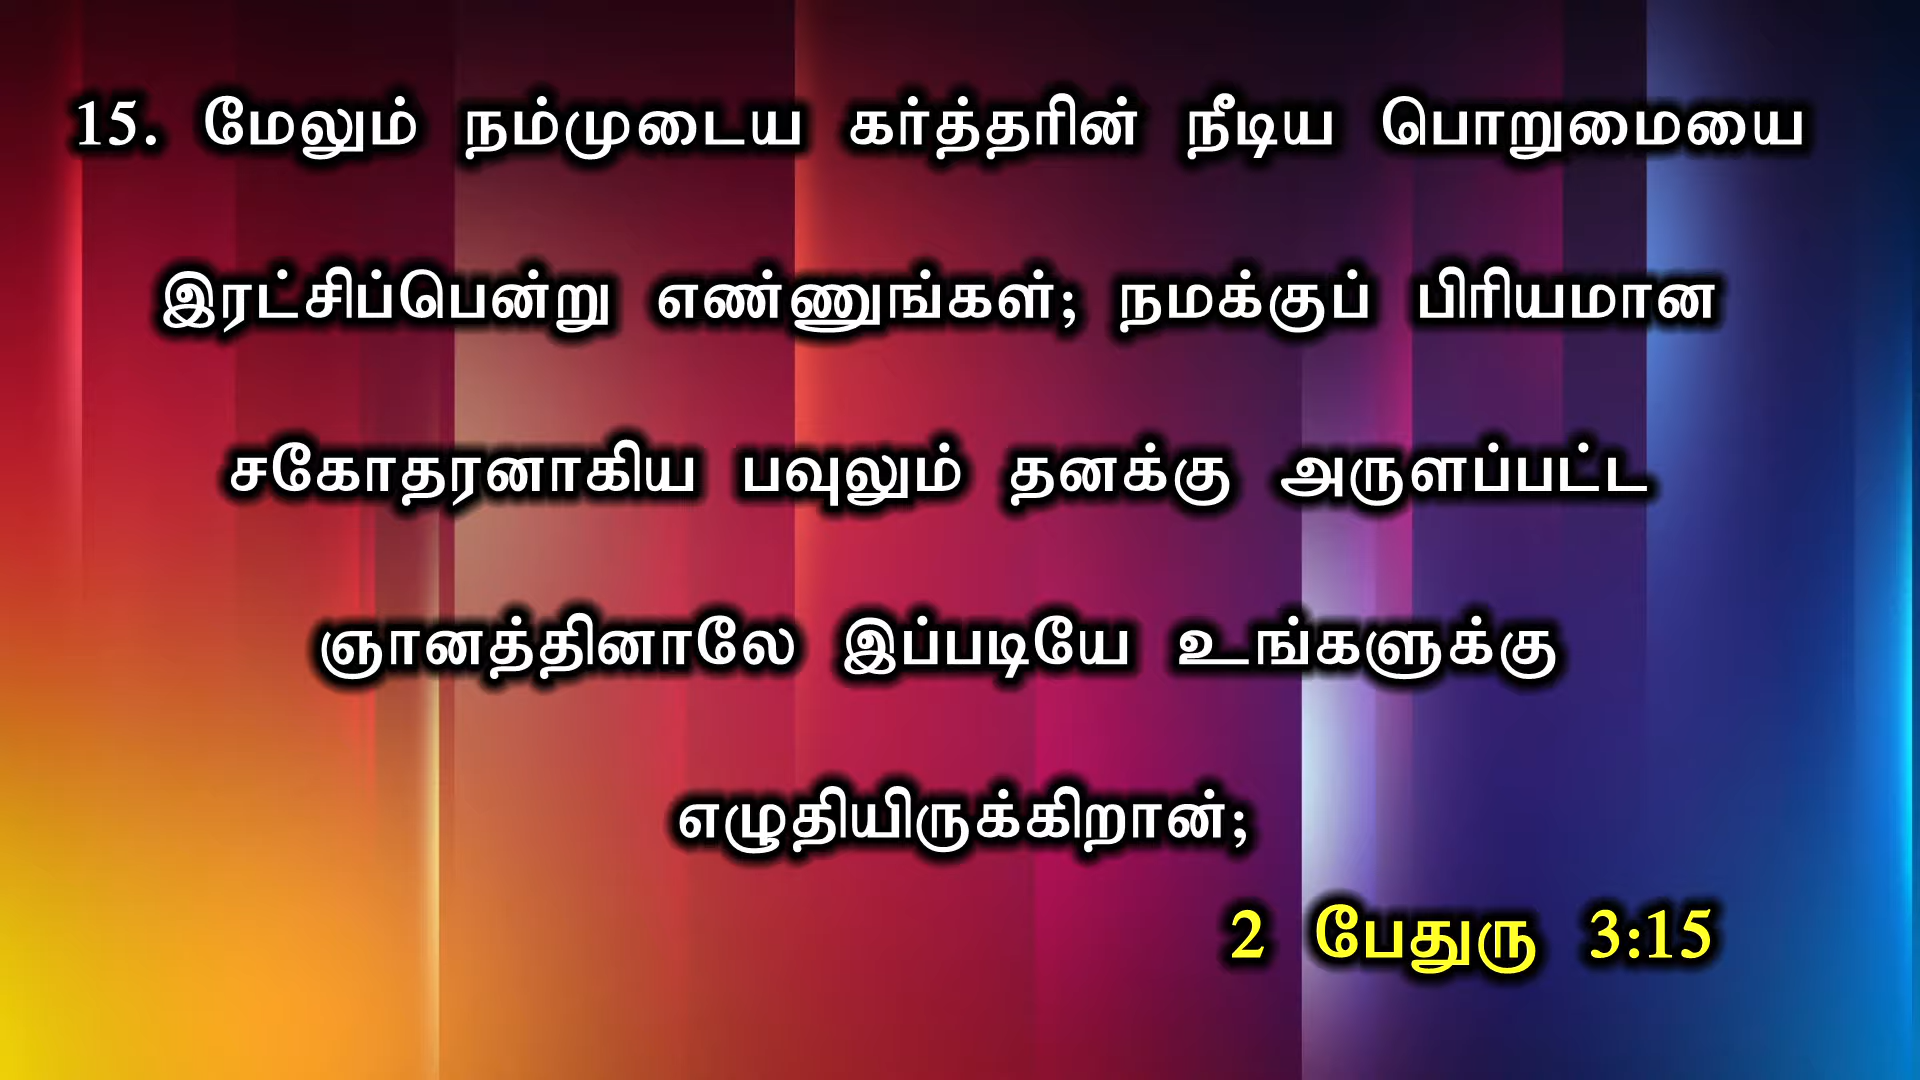 15. மேலும் நம்முடைய கர்த்தரின் நீடிய பொறுமையை
இரட்சிப்பென்று எண்ணுங்கள்; நமக்குப் பிரியமான
சகோதரனாகிய பவுலும் தனக்கு அருளப்பட்ட
ஞானத்தினாலே இப்படியே உங்களுக்கு
எழுதியிருக்கிறான்;
2 பேதுரு 3:15